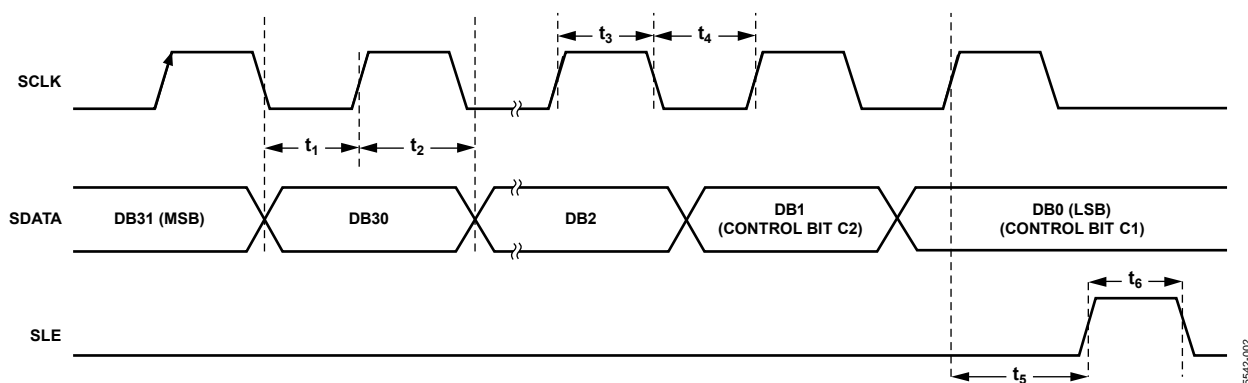 t3
t4
SCLK
t1
t2
SDATA
DB31 (MSB)
DB30
DB2
DB1
(CONTROL BIT C2)
DB0 (LSB)
(CONTROL BIT C1)
t6
SLE
t5